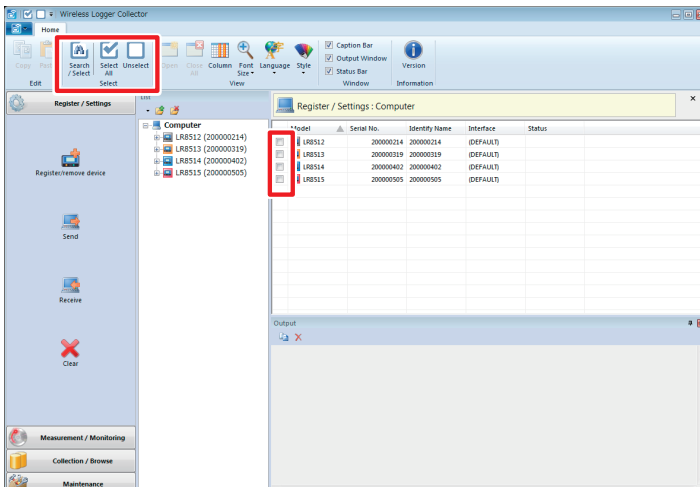 Wireless Logger Collector
Home
Copy
Search / Select
Select All
Unselect
Open
Close All
Column
Font Size
Language
Style
Caption Bar
Output Window
Status Bar
Version
Edit
Select
View
Window
Information
Register / Settings
Register/remove device
Send
Receive
Clear
Measurement / Monitoring
Collection / Browse
Maintenance
Computer
LR8512 (200000214)
LR8513 (200000319)
LR8514 (200000402)
LR8515 (200000505)
Register / Settings : Computer
Model Serial No. Identify Name Interface Status
LR8512 200000214 200000214 (DEFAULT)
LR8513 200000319 200000319 (DEFAULT)
LR8514 200000402 200000402 (DEFAULT)
LR8515 200000505 200000505 (DEFAULT)
Output